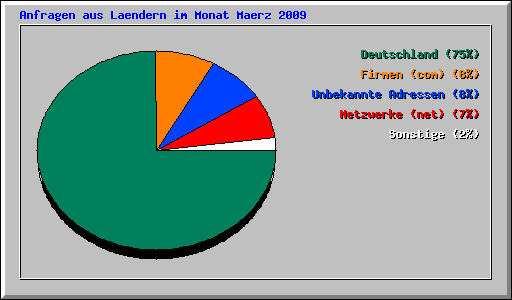 Anfragen aus Laendern im Monat Maerz 2009
Deutschland (75%)
Firmen (com) (8%)
Unbekannte Adressen (8%)
Netzwerke (net) (7%)
Sonstige (2%)